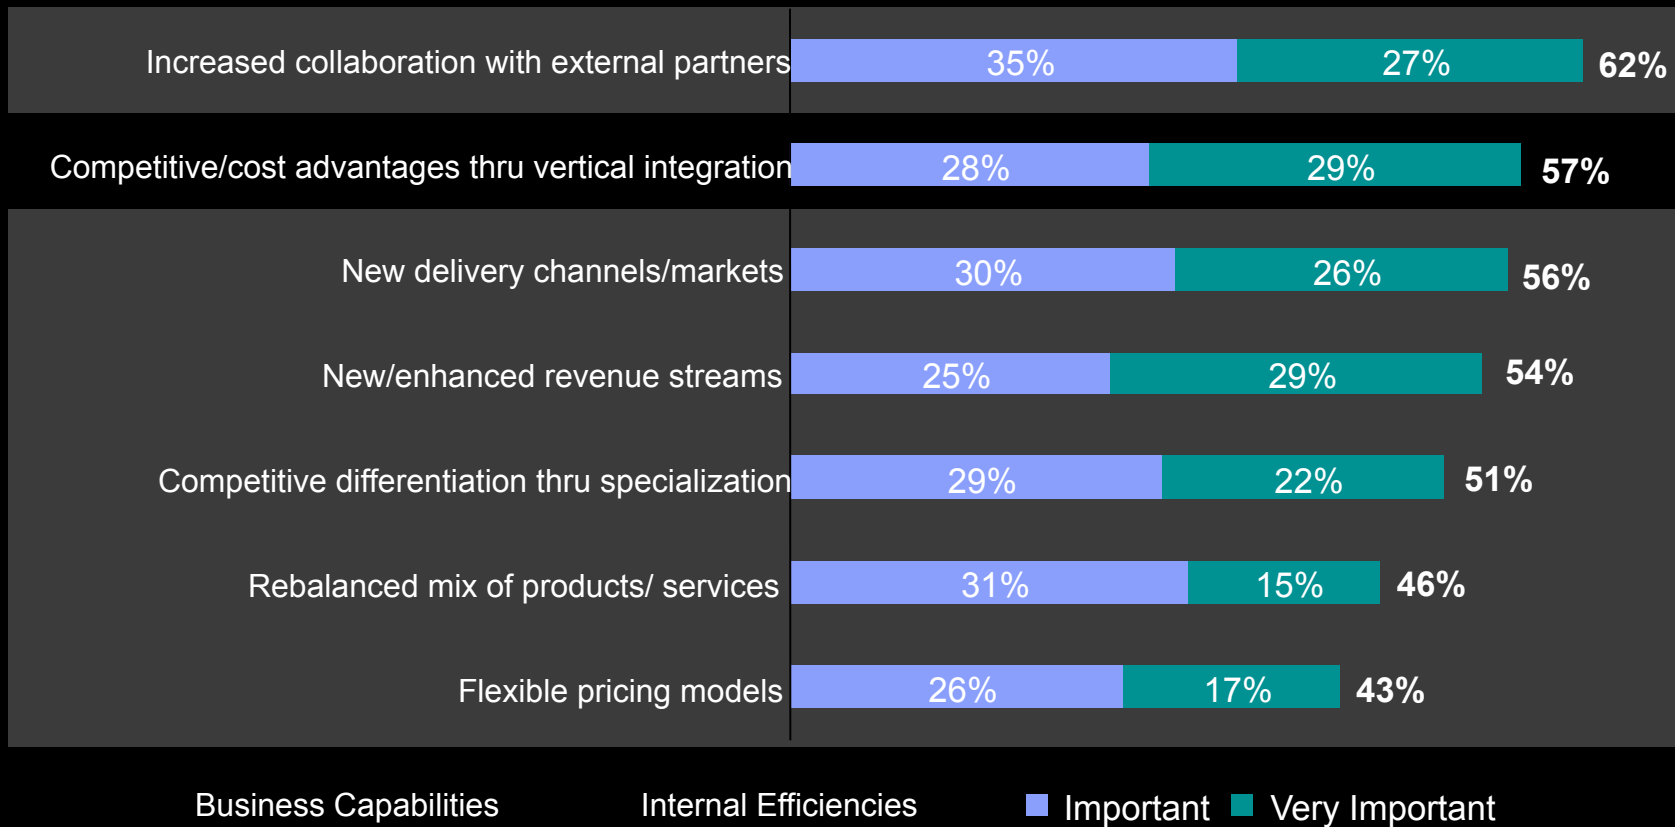 Increased collaboration with external partners 35% 27% 62%
Competitive/cost advantages thru vertical integration 28% 29% 57%
New delivery channels/markets 30% 26% 56%
New/enhanced revenue streams 25% 29% 54%
Competitive differentiation thru specialization 29% 22% 51%
Rebalanced mix of products/ services 31% 15% 46%
Flexible pricing models 26% 17% 43%
Business Capabilities Internal Efficiencies Important Very Important